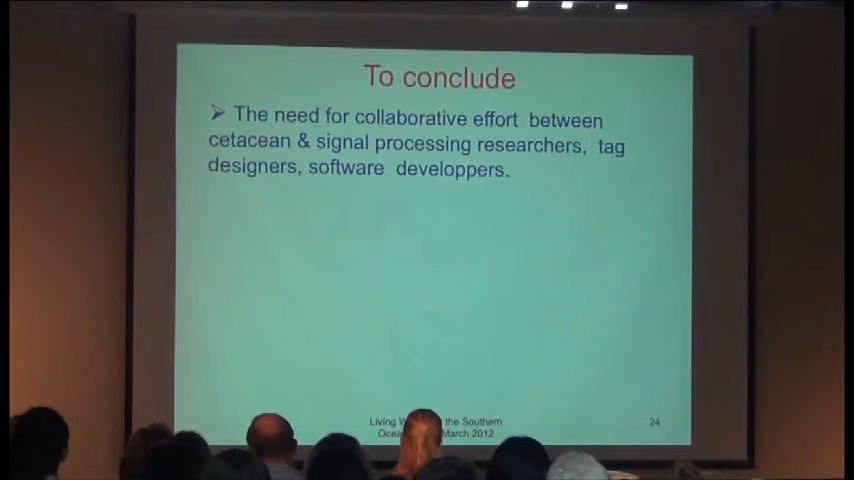 To conclude
➢ The need for collaborative effort between
cetacean & signal processing researchers, tag
designers, software developpers.
Living the Southern
March 2012
24